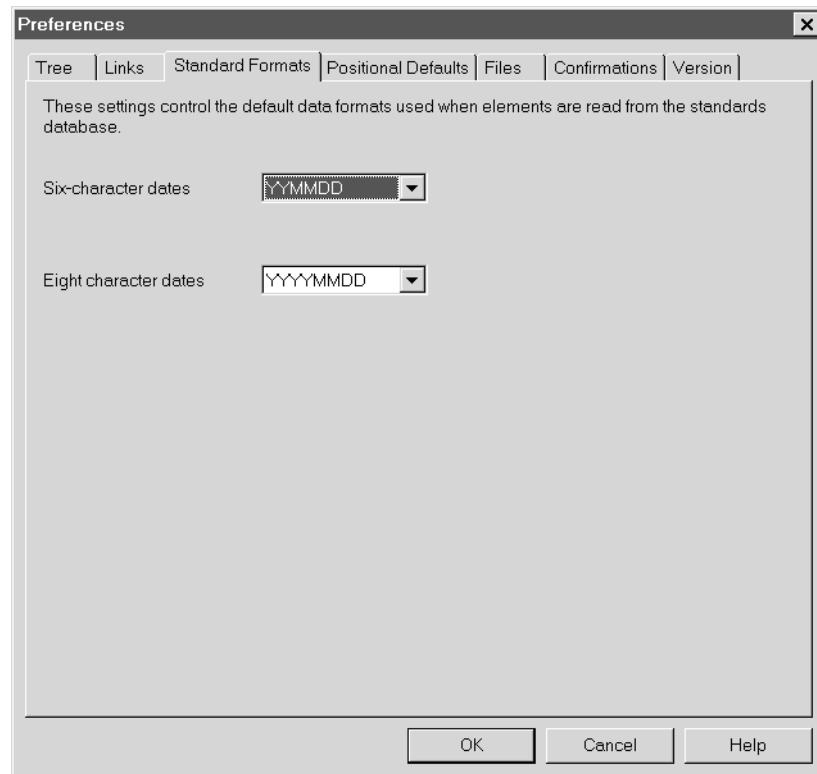 Preferences
Tree Links Standard Formats Positional Defaults Files Confirmations Version
These settings control the default data formats used when elements are read from the standards
database.
Six-character dates YYMMDD
Eight character dates YYYYMMDD
OK Cancel Help